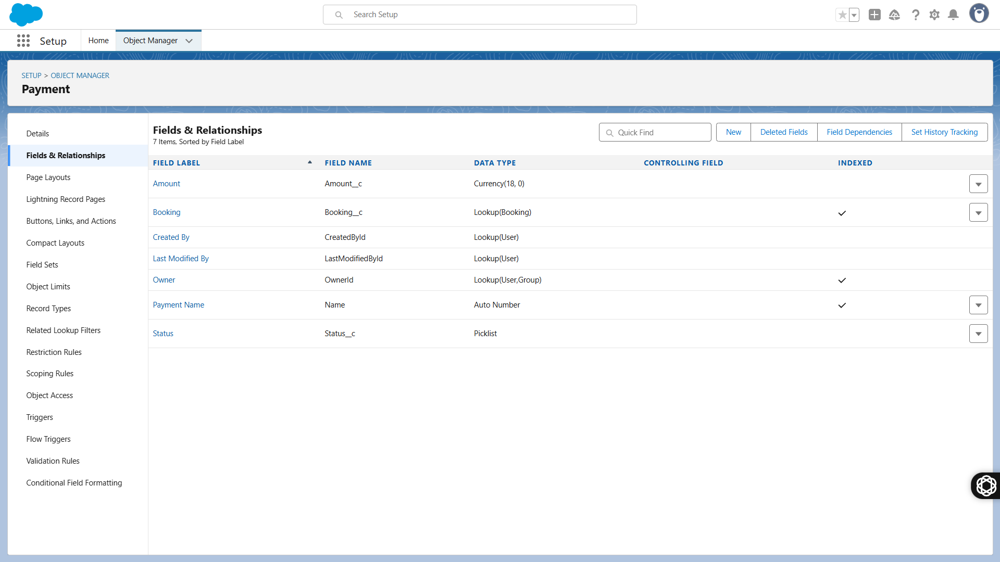 Search Setup
Setup
Home
Object Manager
SETUP > OBJECT MANAGER
Payment
Details
Fields & Relationships
Page Layouts
Lightning Record Pages
Buttons, Links, and Actions
Compact Layouts
Field Sets
Object Limits
Record Types
Related Lookup Filters
Restriction Rules
Scoping Rules
Object Access
Triggers
Flow Triggers
Validation Rules
Conditional Field Formatting
Fields & Relationships
7 Items, Sorted by Field Label
Quick Find
New
Deleted Fields
Field Dependencies
Set History Tracking
FIELD LABEL FIELD NAME DATA TYPE CONTROLLING FIELD INDEXED
Amount Amount__c Currency(18, 0)
Booking Booking__c Lookup(Booking)
Created By CreatedById Lookup(User)
Last Modified By LastModifiedById Lookup(User)
Owner OwnerId Lookup(User,Group)
Payment Name Name Auto Number
Status Status__c Picklist